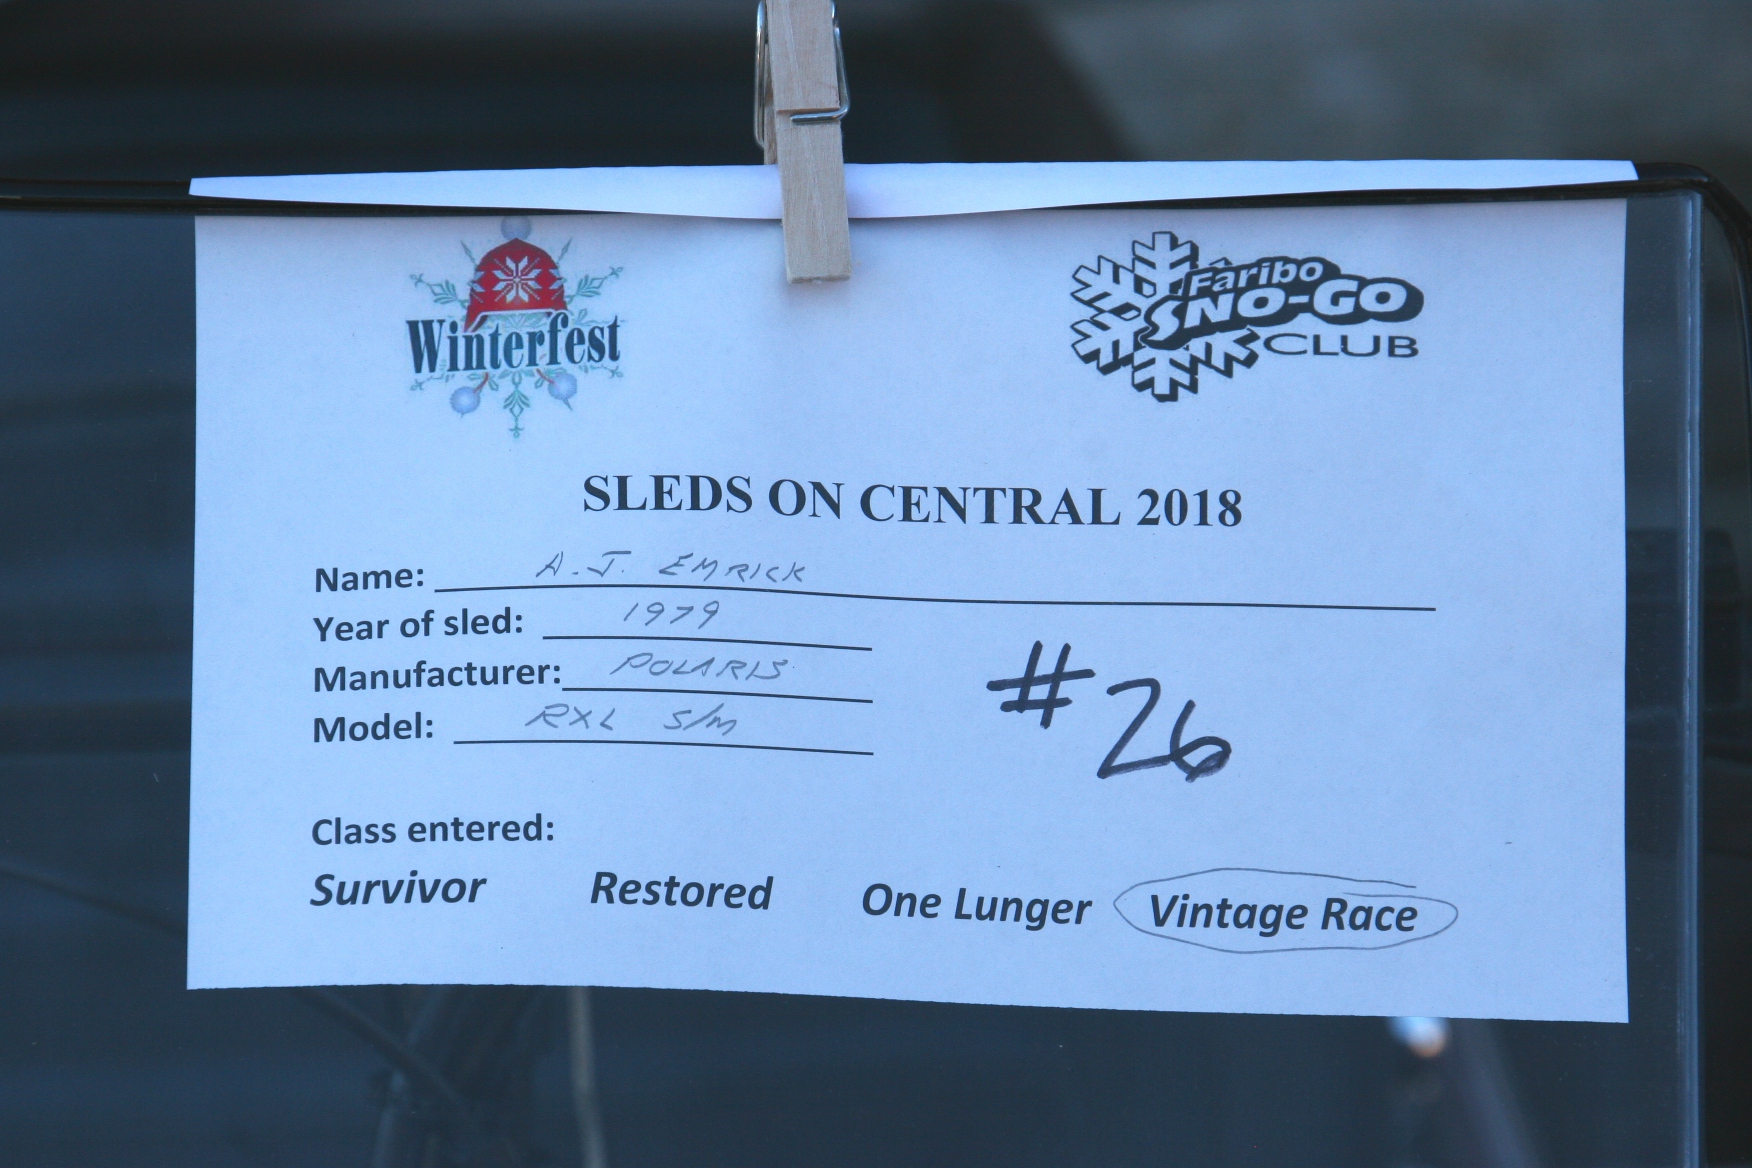 Winterfest
Faribo
SNO-GO
CLUB
SLEDS ON CENTRAL 2018
Name: A.J. EMRICK
Year of sled: 1979
Manufacturer: POLARIS
Model: RXL S/M
#26
Class entered:
Survivor Restored One Lunger Vintage Race